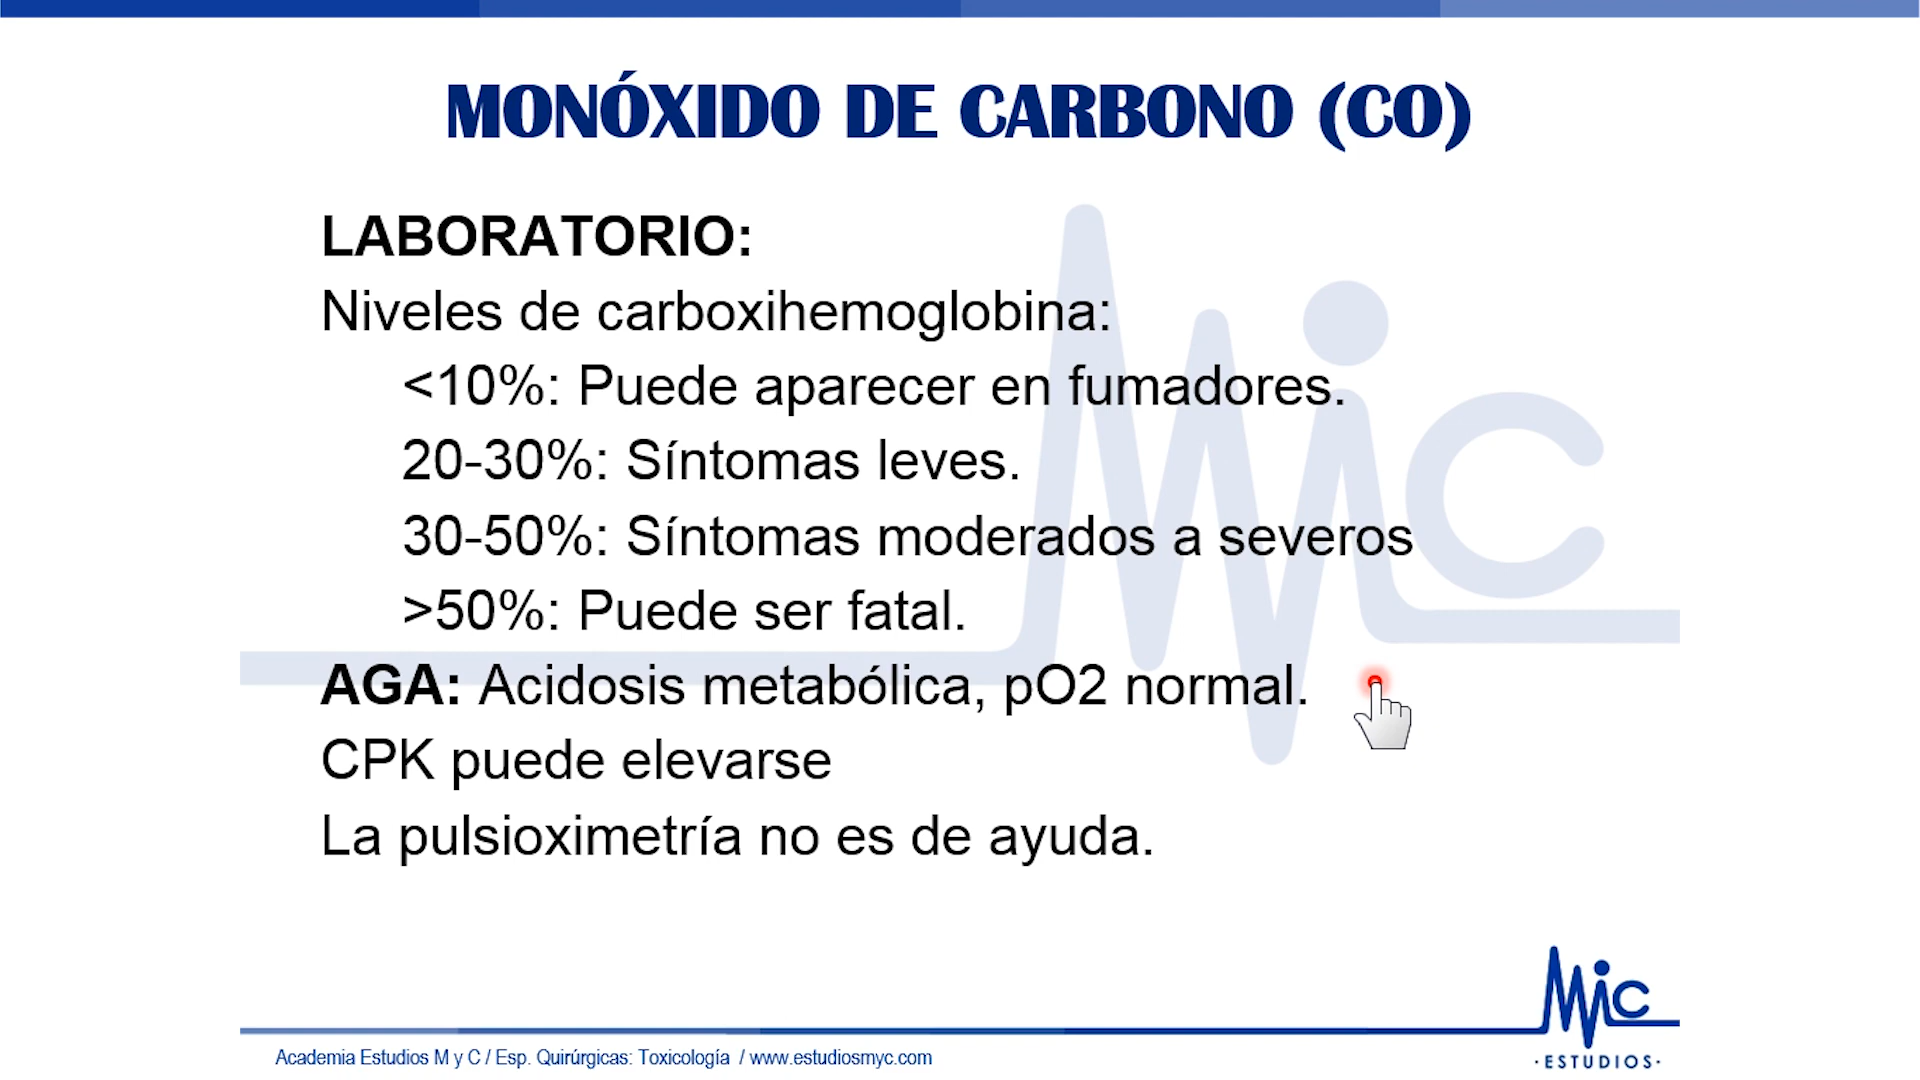 MONÓXIDO DE CARBONO (CO)
LABORATORIO:
Niveles de carboxihemoglobina:
<10%: Puede aparecer en fumadores.
20-30%: Síntomas leves.
30-50%: Síntomas moderados a severos
>50%: Puede ser fatal.
AGA: Acidosis metabólica, pO2 normal.
CPK puede elevarse
La pulsioximetría no es de ayuda.
MiC
MiC
·ESTUDIOS·
Academia Estudios M y C / Esp. Quirúrgicas: Toxicología / www.estudiosmyc.com